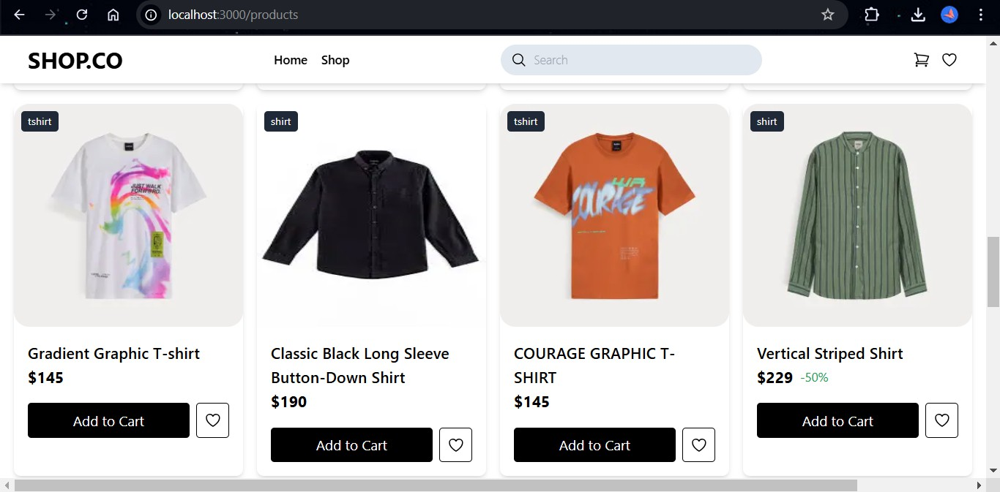 localhost:3000/products
SHOP.CO
Home
Shop
Search
tshirt
shirt
tshirt
shirt
JUST WALK
FORWARD.
COURAGE
Gradient Graphic T-shirt
$145
Add to Cart
Classic Black Long Sleeve
Button-Down Shirt
$190
Add to Cart
COURAGE GRAPHIC T-
SHIRT
$145
Add to Cart
Vertical Striped Shirt
$229 -50%
Add to Cart